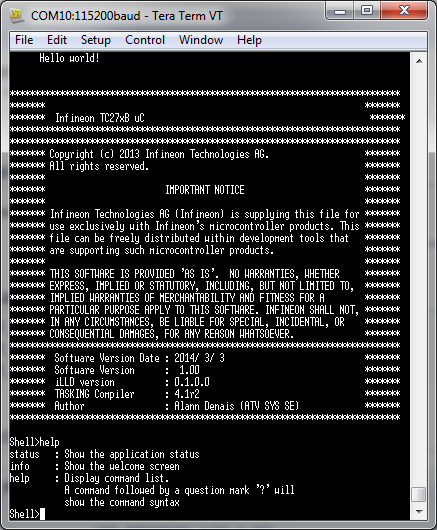 COM10:115200baud - Tera Term VT
File Edit Setup Control Window Help
Hello world!
*******************************************************************************
******* *******
******* Infineon TC27xB uC *******
*******************************************************************************
******* Copyright (c) 2013 Infineon Technologies AG. *******
******* All rights reserved. *******
******* *******
******* IMPORTANT NOTICE *******
******* *******
******* Infineon Technologies AG (Infineon) is supplying this file for *******
******* use exclusively with Infineon's microcontroller products. This *******
******* file can be freely distributed within development tools that *******
******* are supporting such microcontroller products. *******
******* *******
******* THIS SOFTWARE IS PROVIDED 'AS IS'. NO WARRANTIES, WHETHER *******
******* EXPRESS, IMPLIED OR STATUTORY, INCLUDING, BUT NOT LIMITED TO, *******
******* IMPLIED WARRANTIES OF MERCHANTABILITY AND FITNESS FOR A *******
******* PARTICULAR PURPOSE APPLY TO THIS SOFTWARE. INFINEON SHALL NOT, *******
******* IN ANY CIRCUMSTANCES, BE LIABLE FOR SPECIAL, INCIDENTAL, OR *******
******* CONSEQUENTIAL DAMAGES, FOR ANY REASON WHATSOEVER. *******
*******************************************************************************
******* Software Version Date : 2014/ 3/ 3 *******
******* Software Version : 1.00 *******
******* iLLD version : 0.1.0.0 *******
******* TASKING Compiler : 4.1r2 *******
******* Author : Alann Denais (ATV SYS SE) *******
*******************************************************************************
Shell>help
status : Show the application status
info : Show the welcome screen
help : Display command list.
A command followed by a question mark '?' will
show the command syntax
Shell>